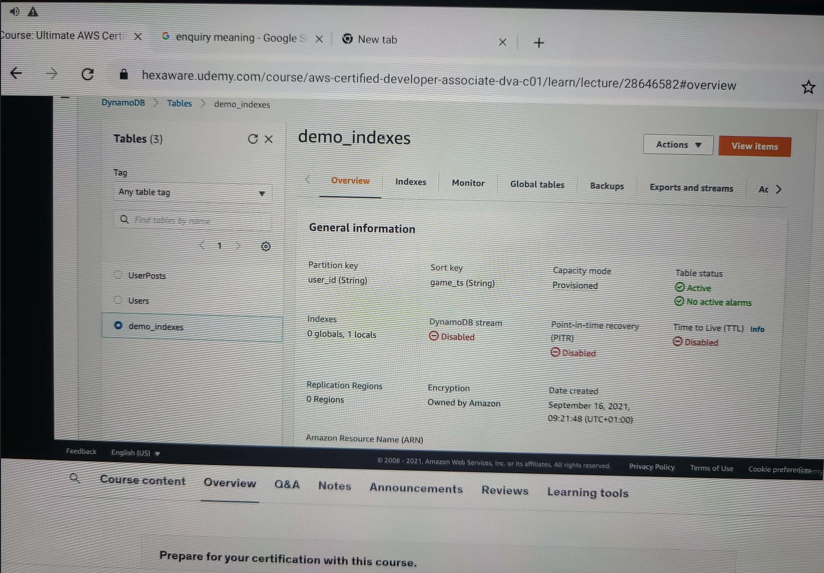 Course: Ultimate AWS Certi
enquiry meaning - Google S
New tab
hexaware.udemy.com/course/aws-certified-developer-associate-dva-c01/learn/lecture/28646582#overview
DynamoDB > Tables > demo_indexes
Tables (3)
demo_indexes
Actions
View items
Tag
Any table tag
Overview
Indexes
Monitor
Global tables
Backups
Exports and streams
Ac
Find tables by name
1
General information
UserPosts
Users
demo_indexes
Partition key
user_id (String)
Sort key
game_ts (String)
Capacity mode
Provisioned
Table status
Active
No active alarms
Indexes
0 globals, 1 locals
DynamoDB stream
Disabled
Point-in-time recovery
(PITR)
Disabled
Time to Live (TTL) Info
Disabled
Replication Regions
0 Regions
Encryption
Owned by Amazon
Date created
September 16, 2021,
09:21:48 (UTC+01:00)
Amazon Resource Name (ARN)
Feedback
English (US)
© 2008 - 2021, Amazon Web Services, Inc. or its affiliates. All rights reserved.
Privacy Policy
Terms of Use
Cookie preferences
Course content
Overview
Q&A
Notes
Announcements
Reviews
Learning tools
Prepare for your certification with this course.